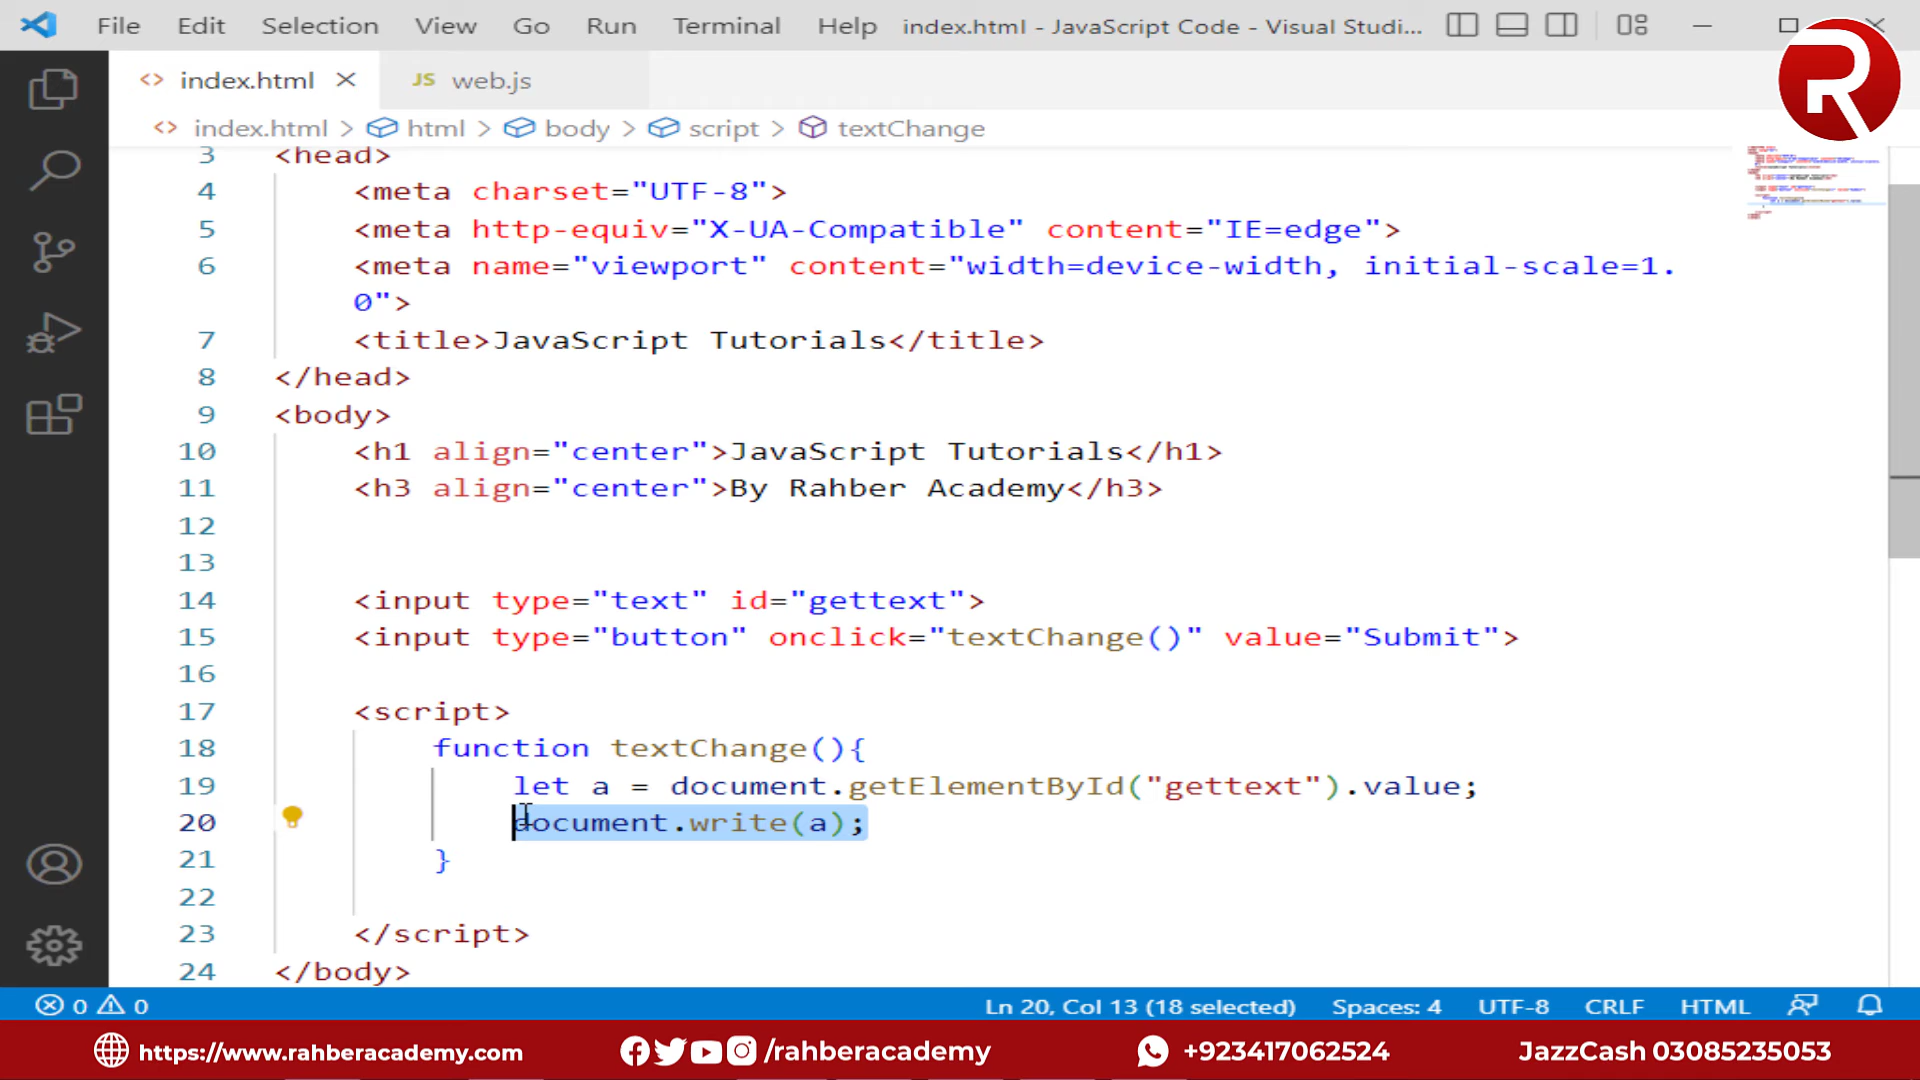 File Edit Selection View Go Run Terminal Help index.html - JavaScript Code - Visual Studi...
R
index.html JS web.js
index.html > html > body > script > textChange
3 <head>
4 <meta charset="UTF-8">
5 <meta http-equiv="X-UA-Compatible" content="IE=edge">
6 <meta name="viewport" content="width=device-width, initial-scale=1.
0">
7 <title>JavaScript Tutorials</title>
8 </head>
9 <body>
10 <h1 align="center">JavaScript Tutorials</h1>
11 <h3 align="center">By Rahber Academy</h3>
12
13
14 <input type="text" id="gettext">
15 <input type="button" onclick="textChange()" value="Submit">
16
17 <script>
18 function textChange(){
19 let a = document.getElementById("gettext").value;
20 document.write(a);
21 }
22
23 </script>
24 </body>
0 0 Ln 20, Col 13 (18 selected) Spaces: 4 UTF-8 CRLF HTML
https://www.rahberacademy.com /rahberacademy +923417062524 JazzCash 03085235053